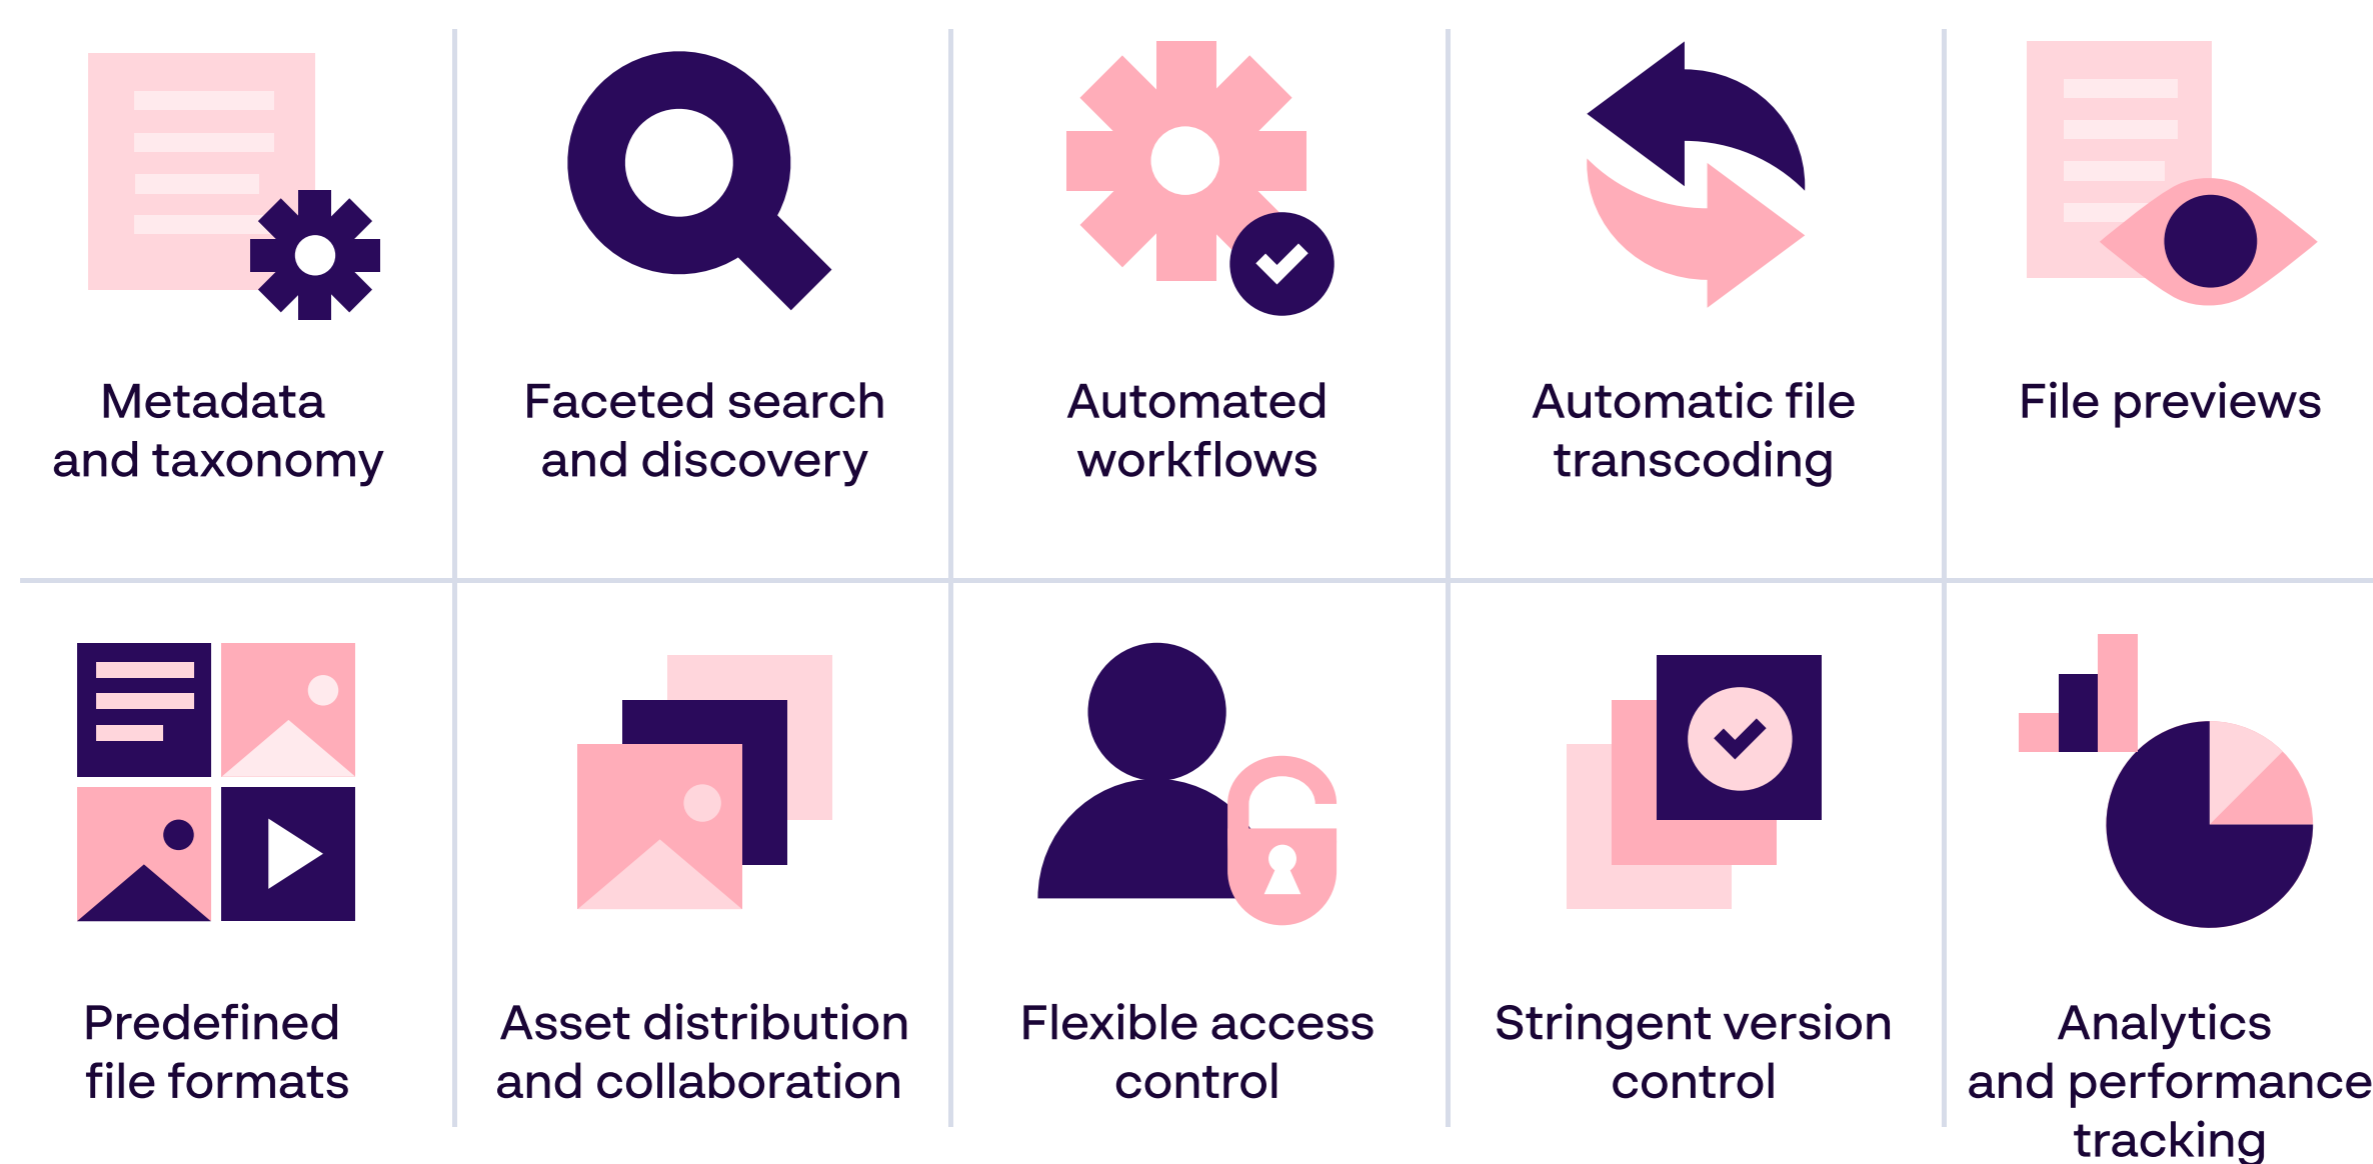 Metadata
and taxonomy
Faceted search
and discovery
Automated
workflows
Automatic file
transcoding
File previews
Predefined
file formats
Asset distribution
and collaboration
Flexible access
control
Stringent version
control
Analytics
and performance
tracking